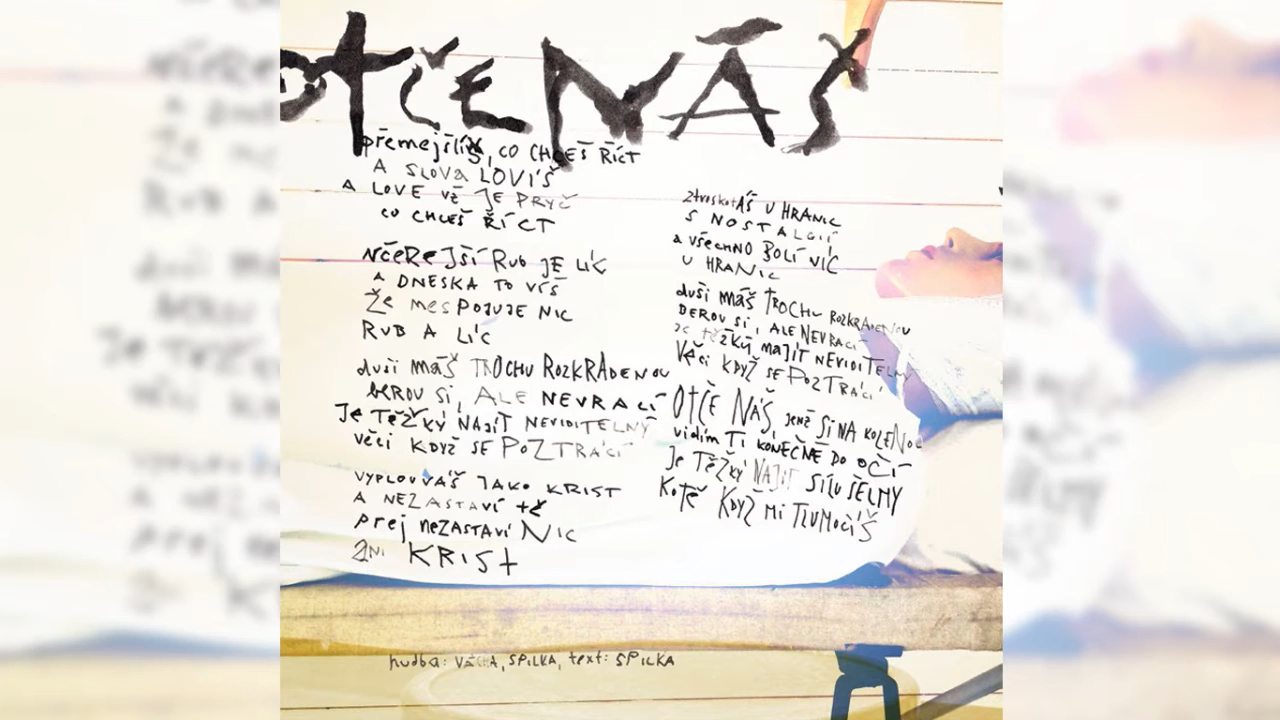 OTČENÁŠ
přemejšlíš, CO CHCEŠ ŘÍCT
A SLOVA LOVÍŠ
A LOVE UŽ JE PRYČ
CO CHCEŠ ŘÍCT
VČEREJŠÍ RUB JE LÍC
A DNESKA TO VÍŠ
ŽE NESPOJUJE NIC
RUB A LÍC
duši MÁŠ TROCHU ROZKRADENOU
berou si, ALE NEVRACÍ
JE TĚŽKÝ NAJÍT NEVIDITELNÝ
věci KDYŽ SE POZTRÁCÍ
VYPLOUVÁŠ JAKO KRIST
A NEZASTAVÍ tě
prej nezastaví NIC
ANI KRIST
ztroskotÁŠ U HRANIC
S NOSTALGIÍ
a VŠECHNO BOLÍ VÍC
U HRANIC
duši MÁŠ TROCHU ROZKRADENOU
BEROU SI, ALE NEVRACÍ
je těžký NAJÍT NEVIDITELNÝ
Věci KDYŽ SE POZTRÁCÍ
OTČE NÁŠ, jenž SI NA KOLENOU
vidím TI KONEČNĚ DO OČÍ
Je TĚŽKÝ NAJÍT SÍLU ŠELMY
Kotě KDYŽ MI TLUMOČÍŠ
hudba: VÁCHA, SPILKA, text: SPILKA